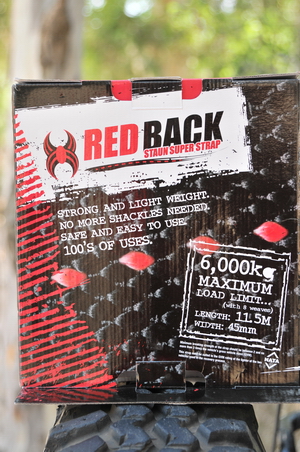 RED BACK
STAUN SUPER STRAP
STRONG AND LIGHT WEIGHT.
NO MORE SHACKLES NEEDED.
SAFE AND EASY TO USE.
100'S OF USES.
6,000kg
MAXIMUM
LOAD LIMIT...
(with 8 weaves)
LENGTH: 11.5M
WIDTH: 45mm
NATA